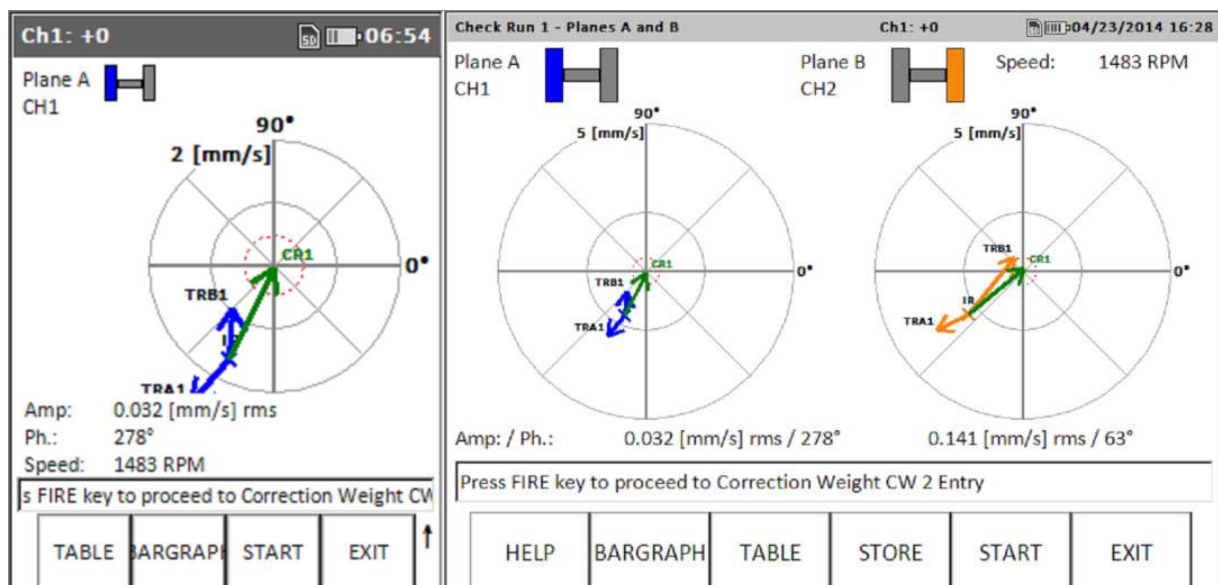 Ch1: +0 SD 06:54
Plane A
CH1
90°
2 [mm/s]
CR1
0°
TRB1
TRA1
Amp: 0.032 [mm/s] rms
Ph.: 278°
Speed: 1483 RPM
s FIRE key to proceed to Correction Weight CW
TABLE BARGRAPH START EXIT
Check Run 1 - Planes A and B Ch1: +0 04/23/2014 16:28
Plane A Plane B Speed: 1483 RPM
CH1 CH2
90° 90°
5 [mm/s] 5 [mm/s]
TRB1 CR1 0° TRB1 CR1 0°
IR
TRA1 TRA1
Amp: / Ph.: 0.032 [mm/s] rms / 278° 0.141 [mm/s] rms / 63°
Press FIRE key to proceed to Correction Weight CW 2 Entry
HELP BARGRAPH TABLE STORE START EXIT